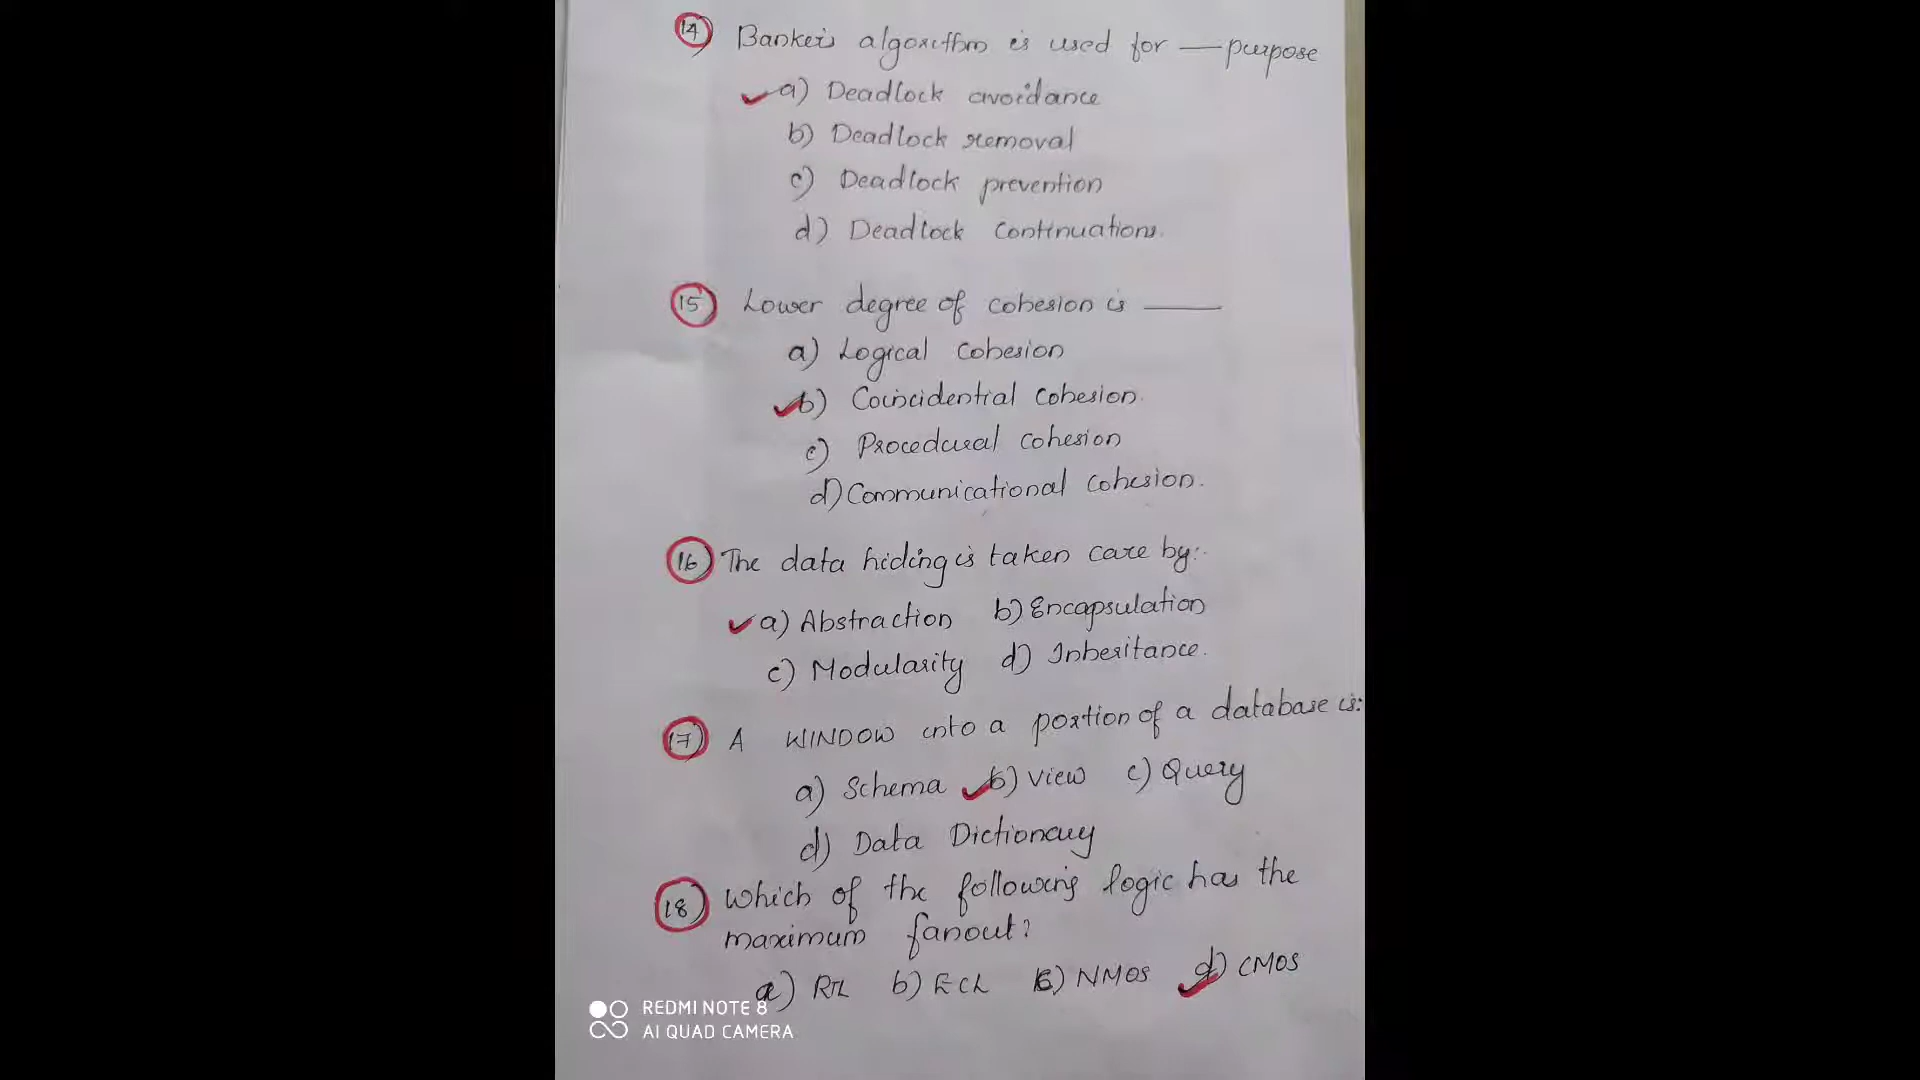 14) Banker's algorithm is used for — purpose
a) Deadlock avoidance
b) Deadlock removal
c) Deadlock prevention
d) Deadlock continuations.
15 Lower degree of cohesion is ——
a) Logical cohesion
b) Coincidential cohesion.
c) Procedural cohesion
d) Communicational cohesion.
16 The data hiding is taken care by:-
a) Abstraction b) Encapsulation
c) Modularity d) Inheritance.
17) A WINDOW into a portion of a database is:
a) Schema b) View c) Query
d) Data Dictionary
18) Which of the following logic has the
maximum fanout?
a) RTL b) ECL c) NMOS d) CMOS
REDMI NOTE 8
AI QUAD CAMERA